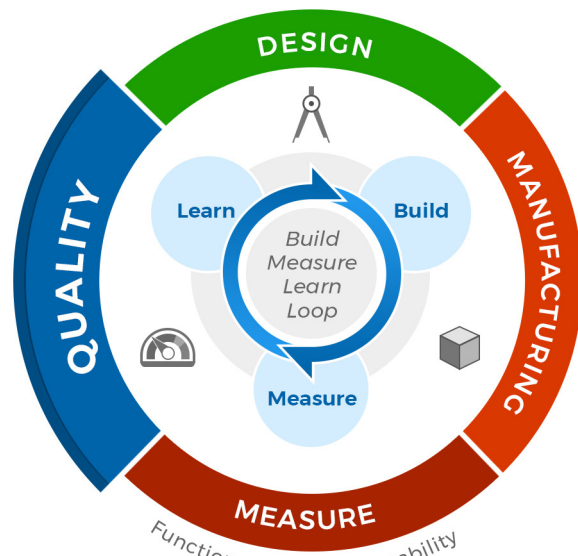 DESIGN
QUALITY
MANUFACTURING
Learn
Build
Build
Measure
Learn
Loop
Measure
MEASURE